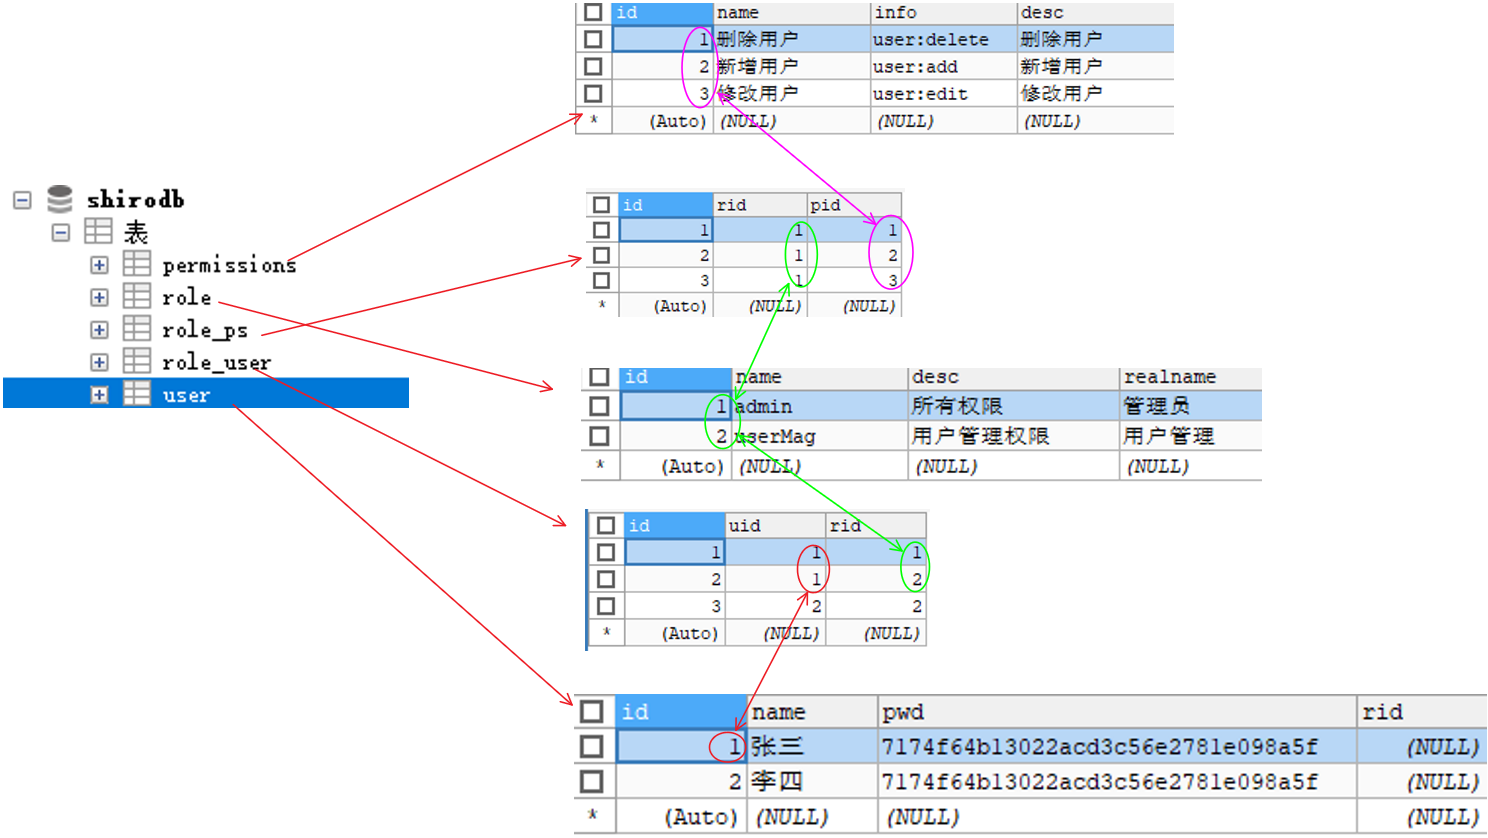 shirodb
表
permissions
role
role_ps
role_user
user
id name info desc
1 删除用户 user:delete 删除用户
2 新增用户 user:add 新增用户
3 修改用户 user:edit 修改用户
* (Auto) (NULL) (NULL) (NULL)
id rid pid
1 1 1
2 1 2
3 1 3
* (Auto) (NULL) (NULL)
id name desc realname
1 admin 所有权限 管理员
2 userMag 用户管理权限 用户管理
* (Auto) (NULL) (NULL) (NULL)
id uid rid
1 1 1
2 1 2
3 2 2
* (Auto) (NULL) (NULL)
id name pwd rid
1 张三 7174f64b13022acd3c56e2781e098a5f (NULL)
2 李四 7174f64b13022acd3c56e2781e098a5f (NULL)
* (Auto) (NULL) (NULL) (NULL)